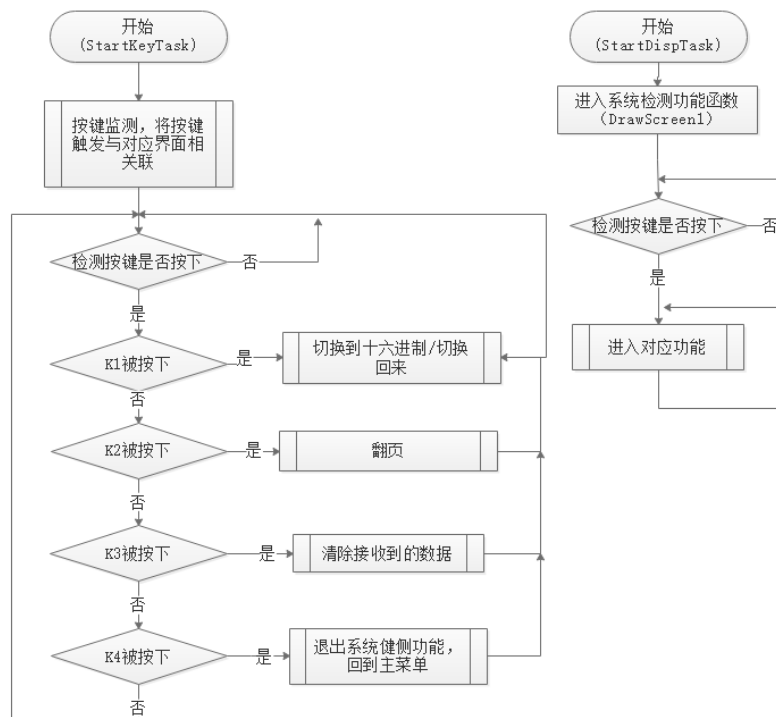 开始
(StartKeyTask)
按键监测，将按键
触发与对应界面相
关联
检测按键是否按下
否
是
K1被按下
是
切换到十六进制/切换
回来
否
K2被按下
是
翻页
否
K3被按下
是
清除接收到的数据
否
K4被按下
是
退出系统健侧功能，
回到主菜单
否
开始
(StartDispTask)
进入系统检测功能函数
(DrawScreen1)
检测按键是否按下
否
是
进入对应功能